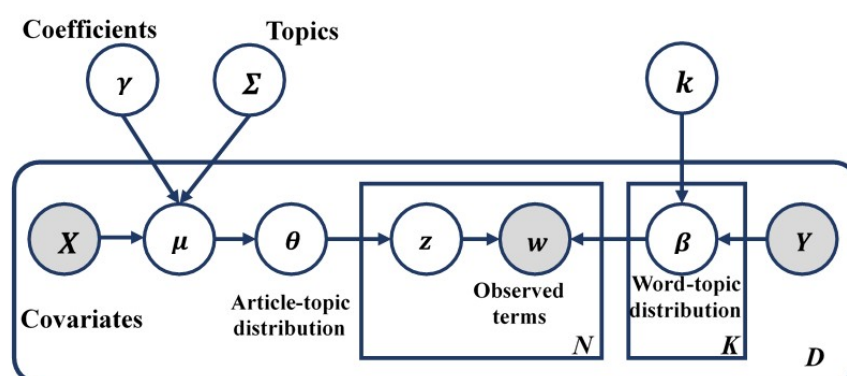 Coefficients
Topics
γ
Σ
k
X
μ
θ
z
w
β
Y
Covariates
Article-topic
distribution
Observed
terms
Word-topic
distribution
N
K
D